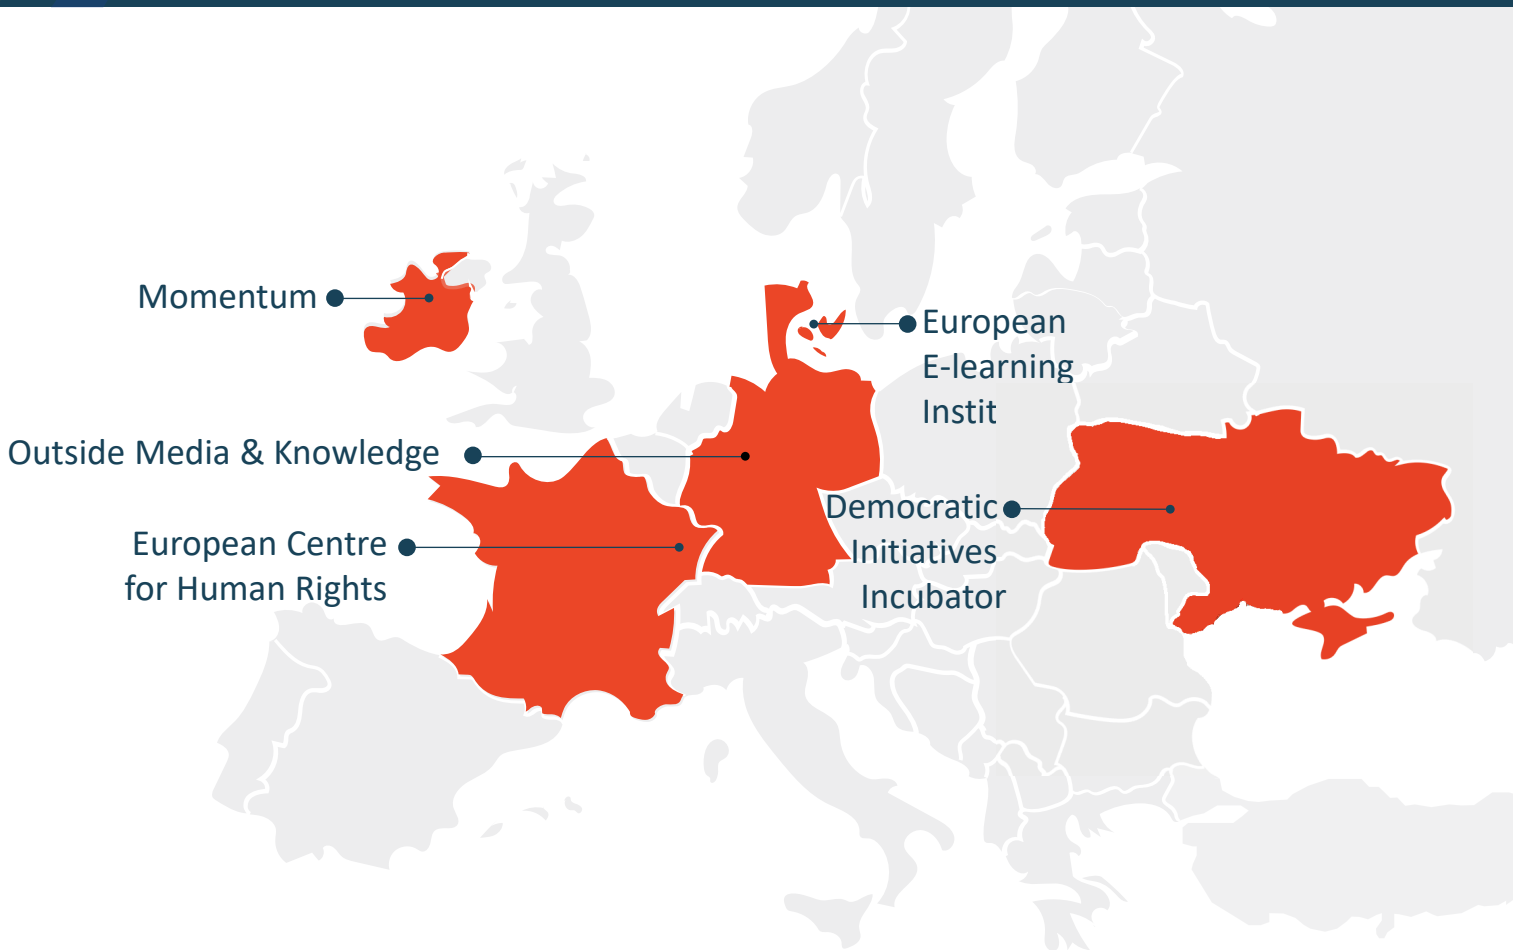 Momentum
European
E-learning
Instit
Outside Media & Knowledge
Democratic
Initiatives
Incubator
European Centre
for Human Rights